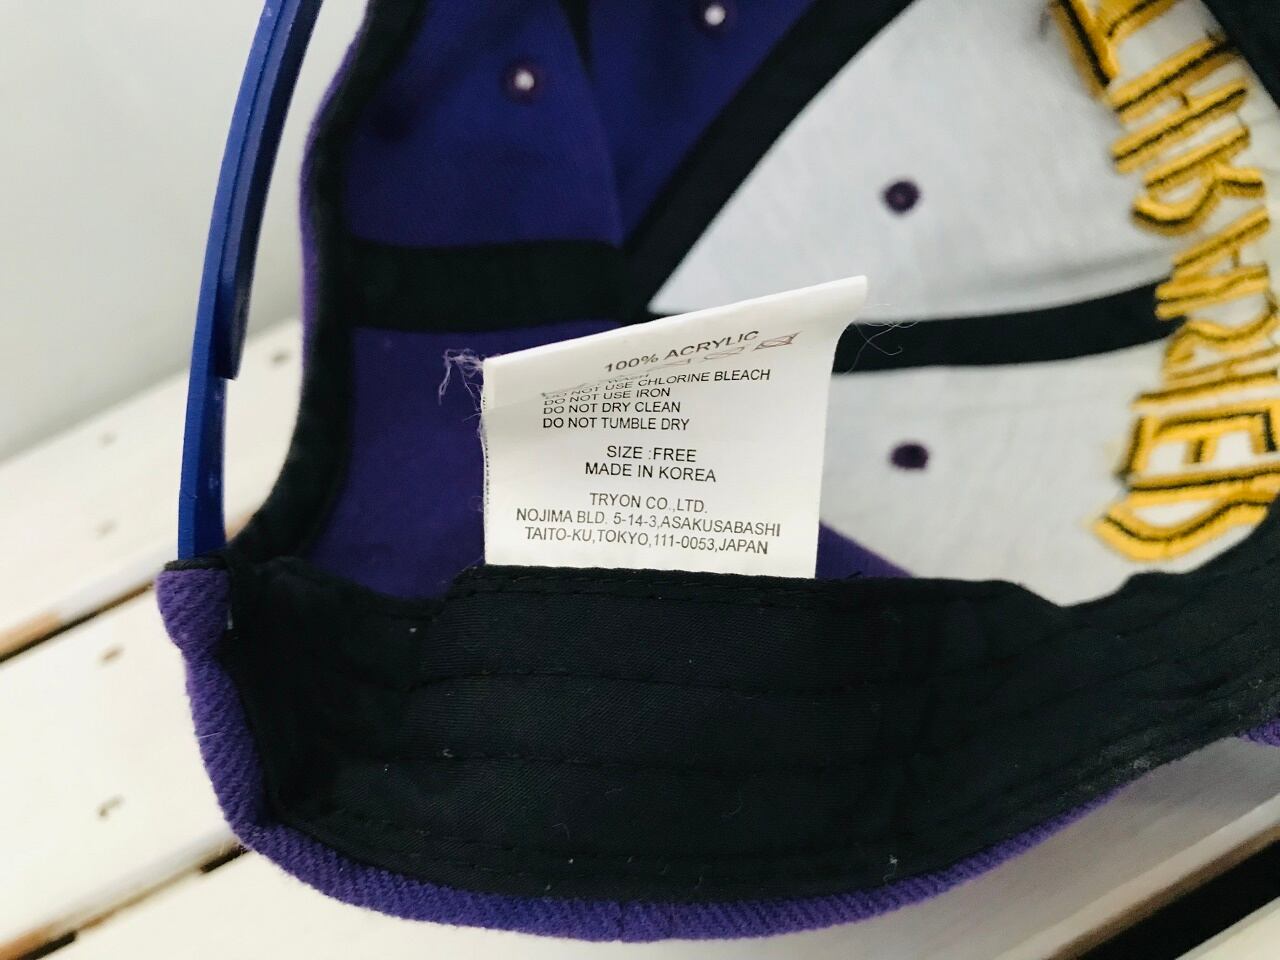 100% ACRYLIC
WASH
DO NOT USE CHLORINE BLEACH
DO NOT USE IRON
DO NOT DRY CLEAN
DO NOT TUMBLE DRY
SIZE :FREE
MADE IN KOREA
TRYON CO.,LTD.
NOJIMA BLD. 5-14-3,ASAKUSABASHI
TAITO-KU,TOKYO,111-0053,JAPAN